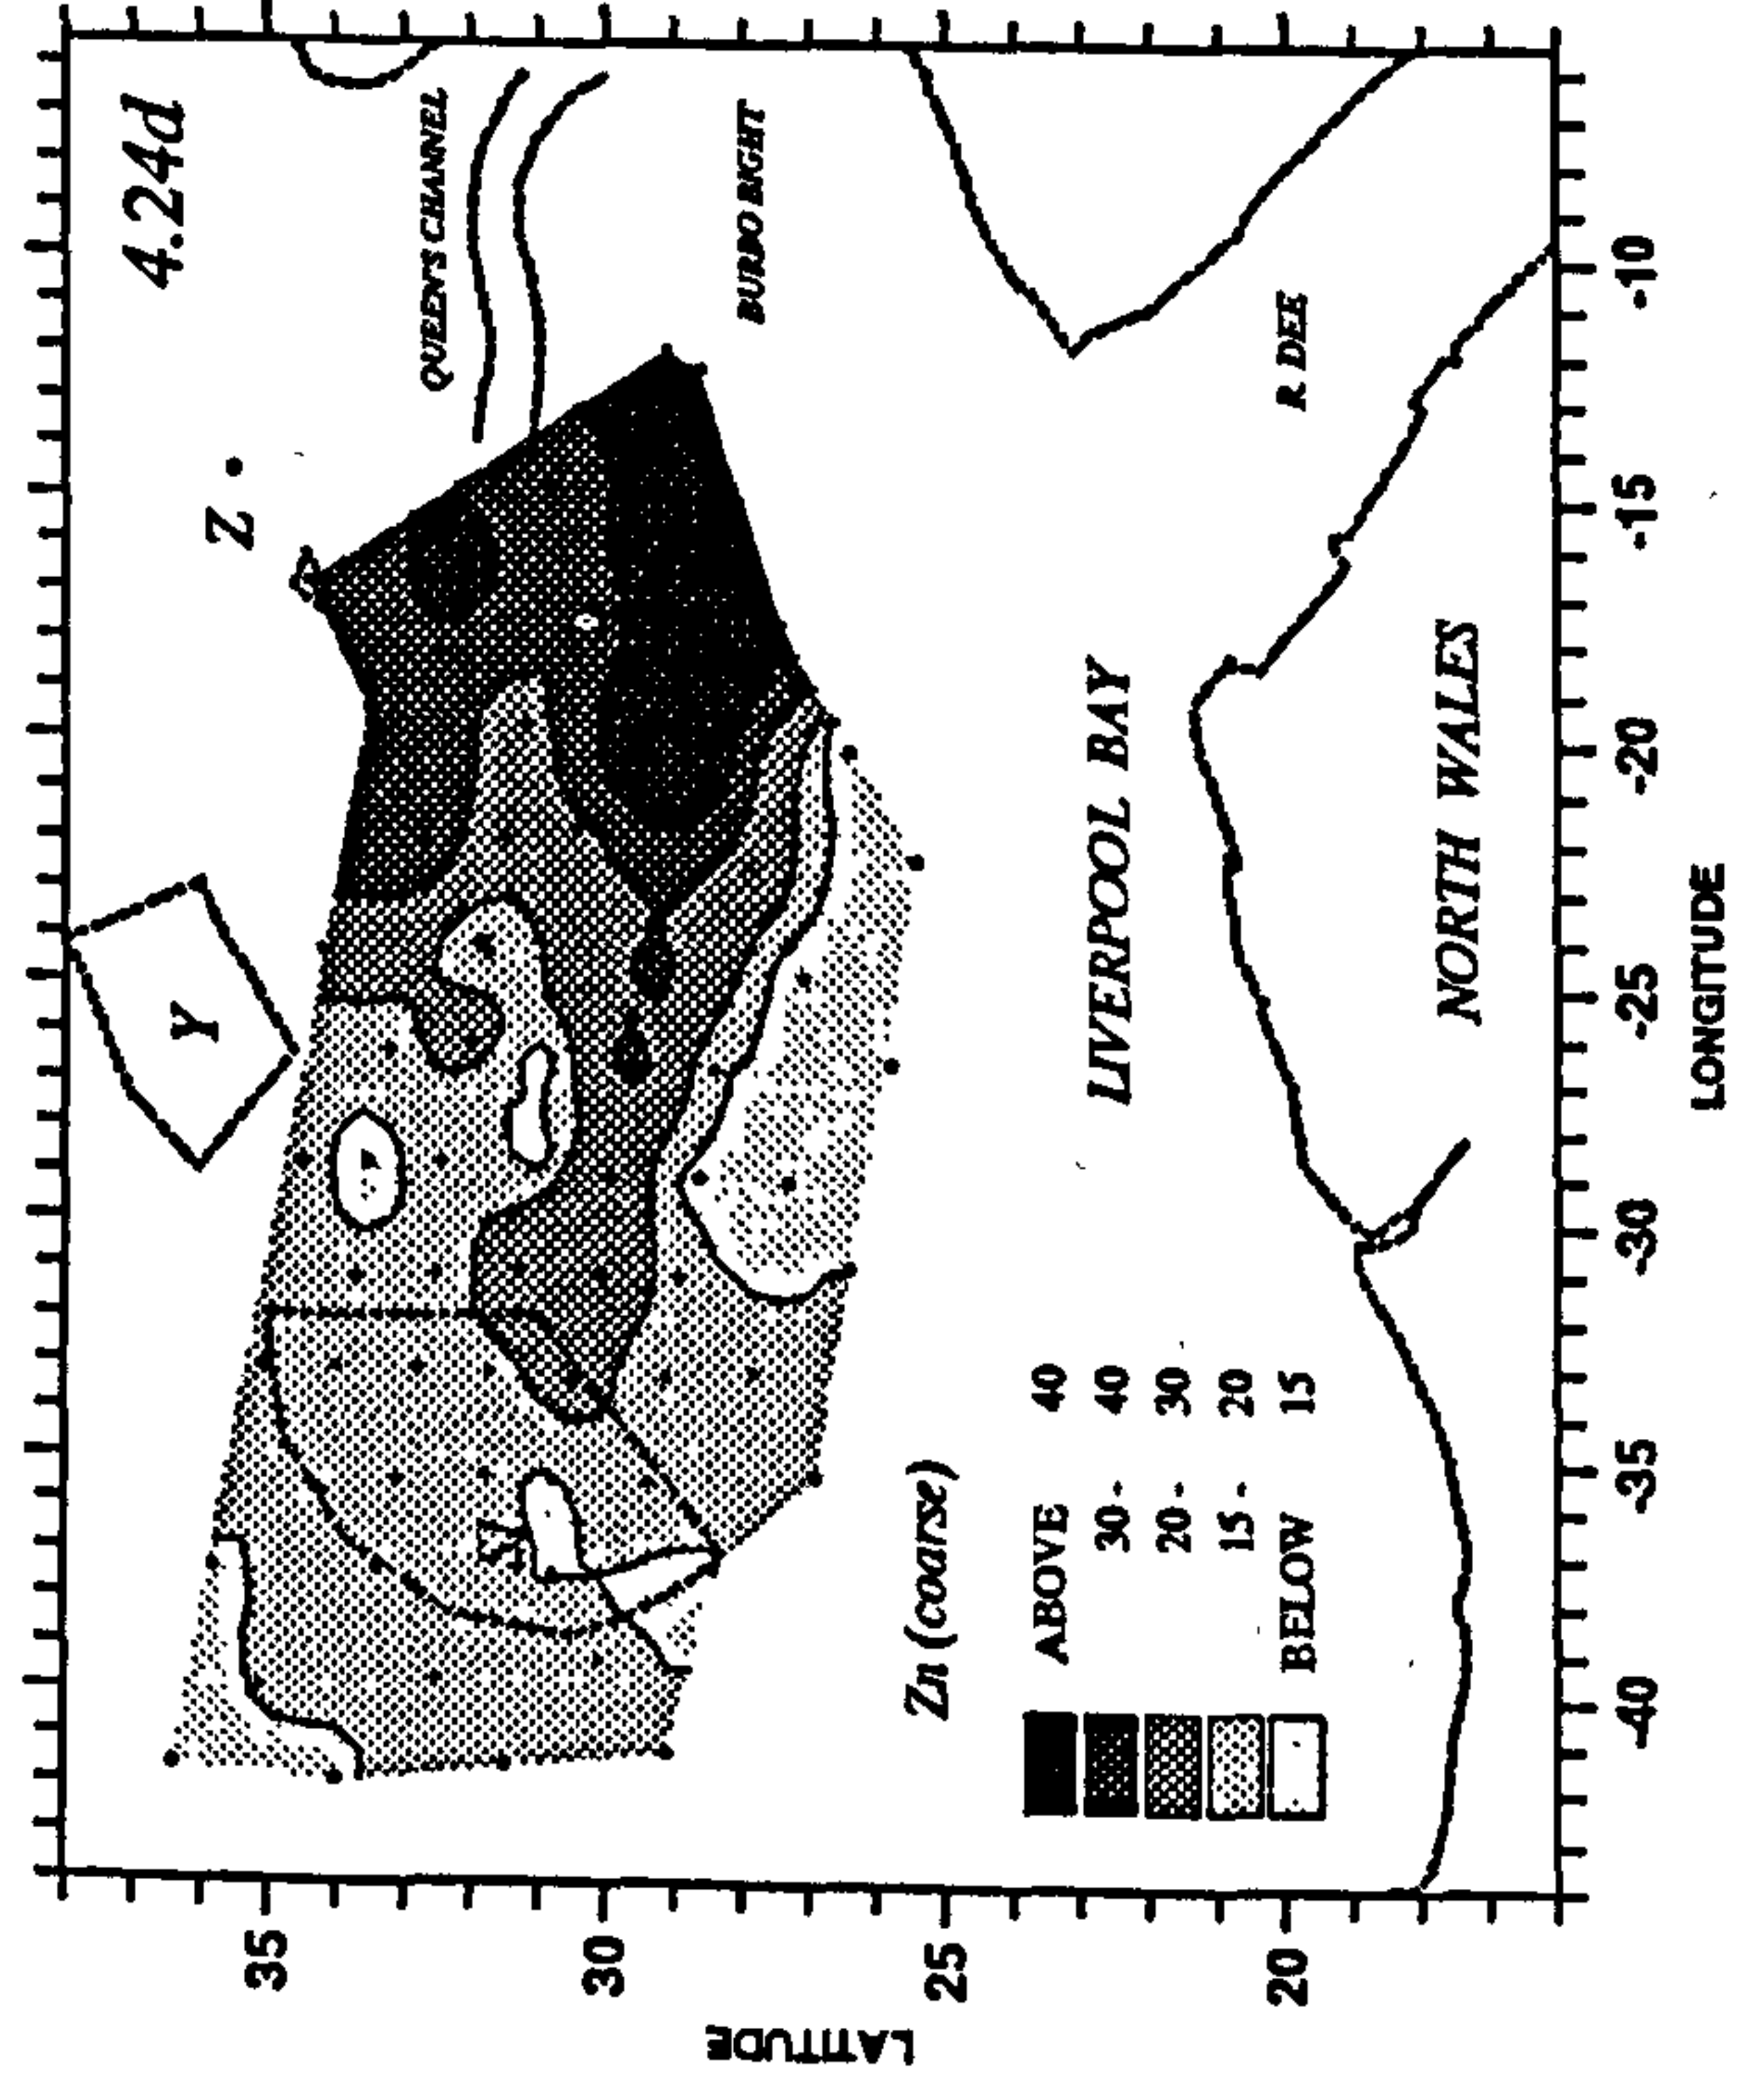 4.24d
Z
Y
X
QUEEN'S CHANNEL
BURBO BIGHT
R DEE
LIVERPOOL BAY
NORTH WALES
Zn (coarse)
ABOVE 40
30 - 40
20 - 30
15 - 20
BELOW 15
LATITUDE
35
30
25
20
-40
-35
-30
-25
-20
-15
-10
LONGITUDE